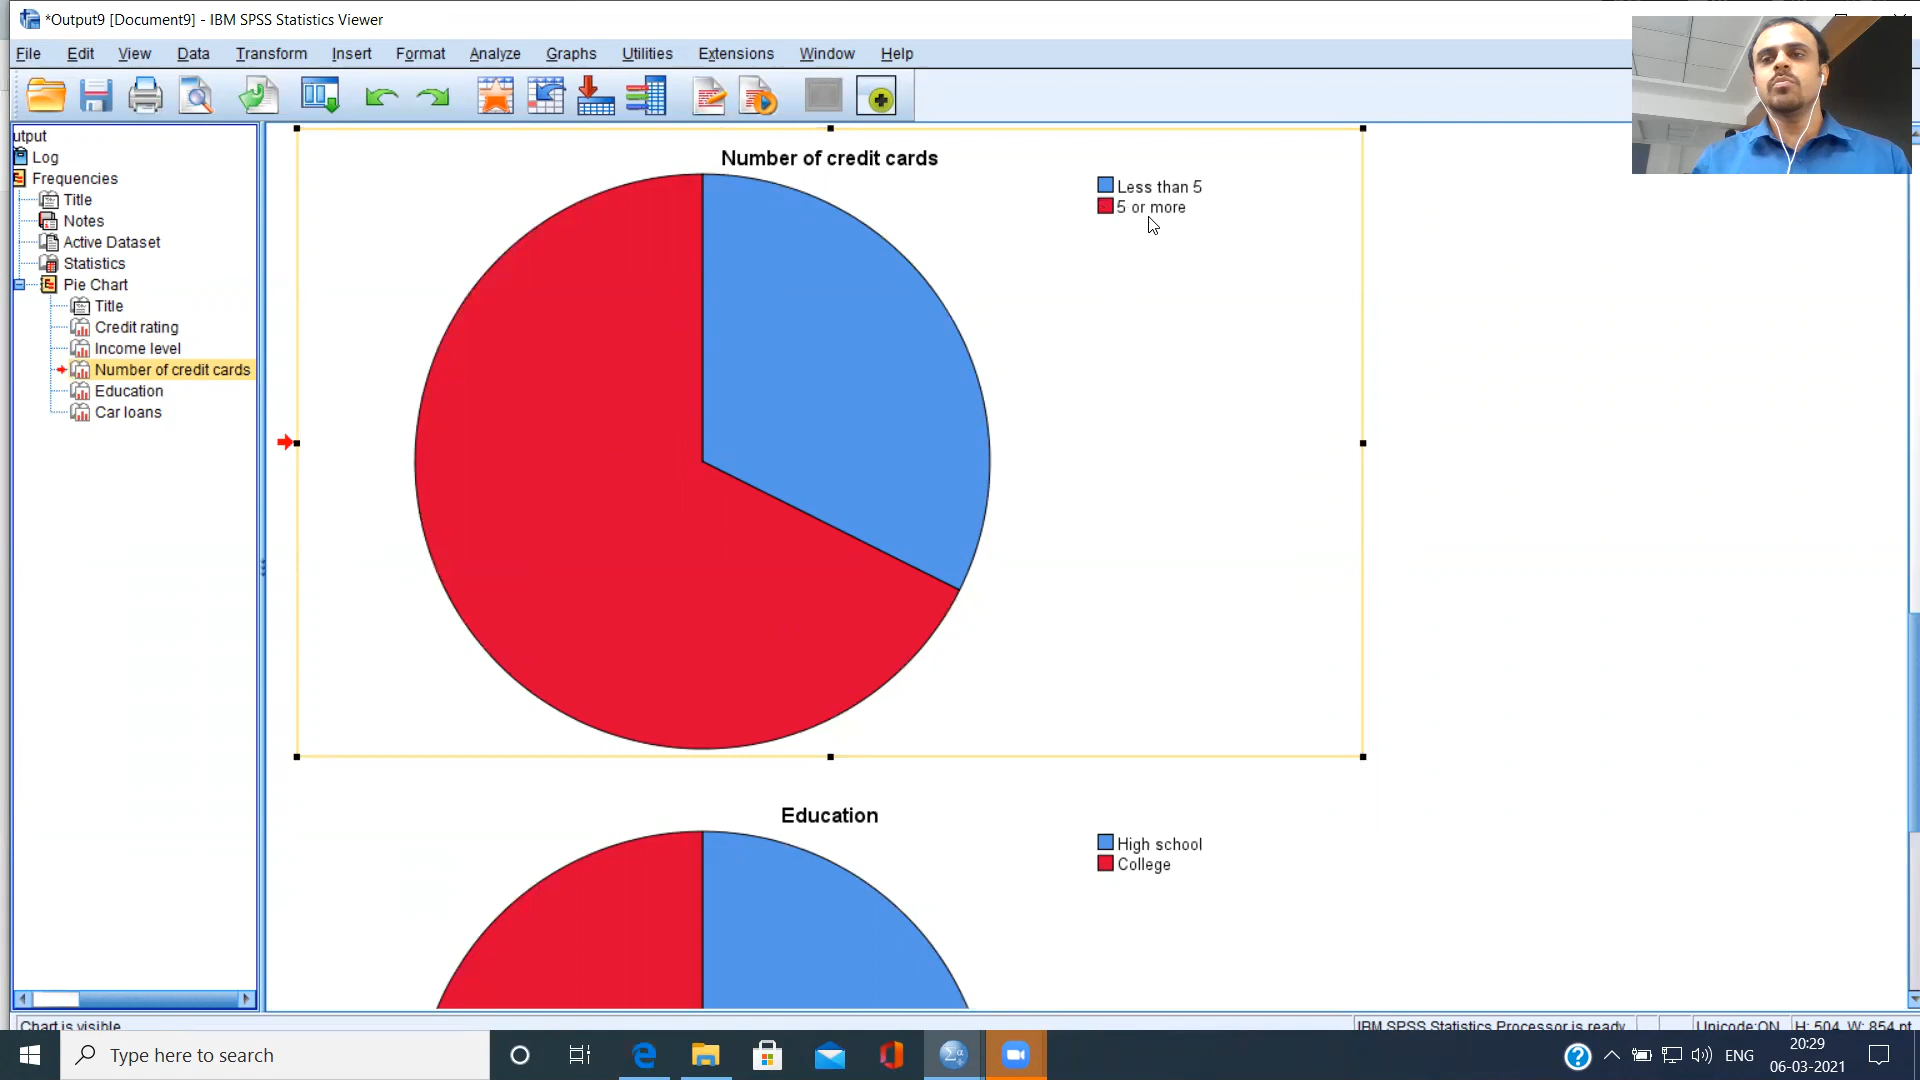 *Output9 [Document9] - IBM SPSS Statistics Viewer
File Edit View Data Transform Insert Format Analyze Graphs Utilities Extensions Window Help
utput
Log
Frequencies
Title
Notes
Active Dataset
Statistics
Pie Chart
Title
Credit rating
Income level
Number of credit cards
Education
Car loans
Number of credit cards
Less than 5
5 or more
Education
High school
College
Chart is visible
IBM SPSS Statistics Processor is ready
Unicode:ON
H: 504, W: 854 pt
Type here to search
ENG
20:29
06-03-2021